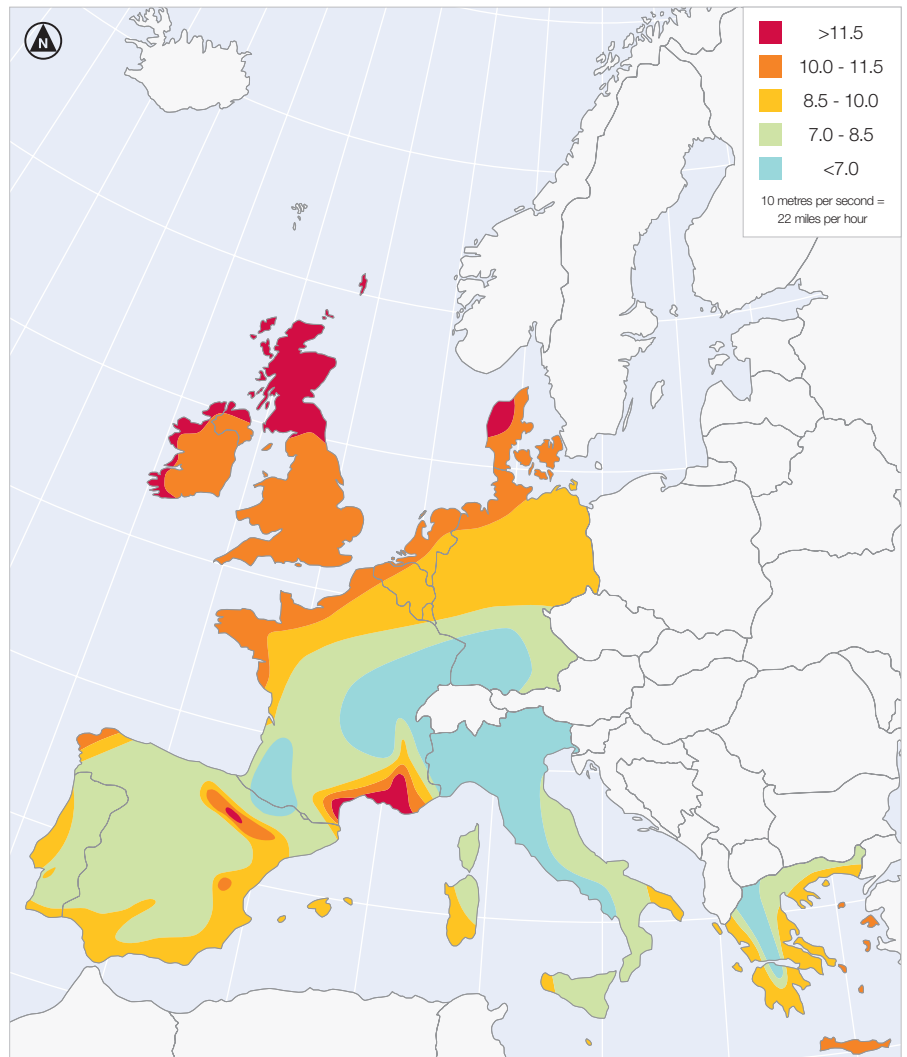 N
>11.5
10.0 - 11.5
8.5 - 10.0
7.0 - 8.5
<7.0
10 metres per second =
22 miles per hour